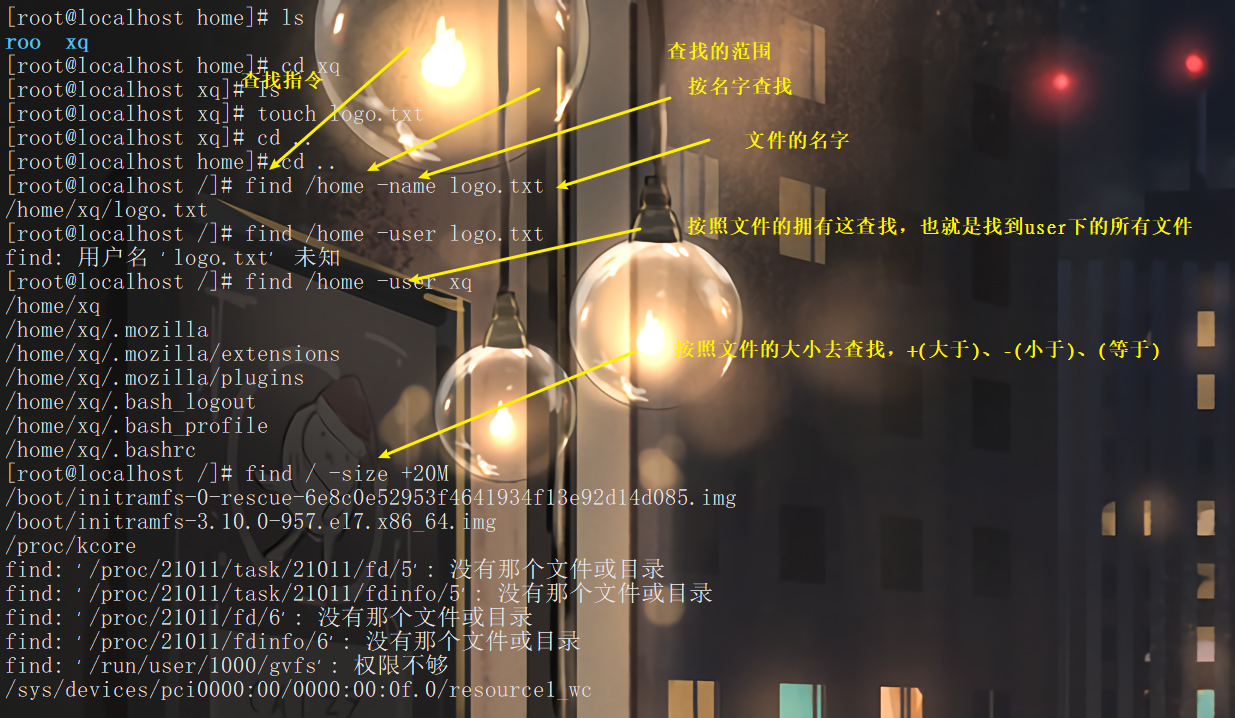 [root@localhost home]# ls
roo  xq
[root@localhost home]# cd xq
[root@localhost xq]# ls
[root@localhost xq]# touch logo.txt
[root@localhost xq]# cd ..
[root@localhost home]# cd ..
[root@localhost /]# find /home -name logo.txt
/home/xq/logo.txt
[root@localhost /]# find /home -user logo.txt
find: 用户名 ‘logo.txt’ 未知
[root@localhost /]# find /home -user xq
/home/xq
/home/xq/.mozilla
/home/xq/.mozilla/extensions
/home/xq/.mozilla/plugins
/home/xq/.bash_logout
/home/xq/.bash_profile
/home/xq/.bashrc
[root@localhost /]# find / -size +20M
/boot/initramfs-0-rescue-6e8c0e52953f4641934f13e92d14d085.img
/boot/initramfs-3.10.0-957.el7.x86_64.img
/proc/kcore
find: ‘/proc/21011/task/21011/fd/5’: 没有那个文件或目录
find: ‘/proc/21011/task/21011/fdinfo/5’: 没有那个文件或目录
find: ‘/proc/21011/fd/6’: 没有那个文件或目录
find: ‘/proc/21011/fdinfo/6’: 没有那个文件或目录
find: ‘/run/user/1000/gvfs’: 权限不够
/sys/devices/pci0000:00/0000:00:0f.0/resource1_wc
查找指令
查找的范围
按名字查找
文件的名字
按照文件的拥有这查找，也就是找到user下的所有文件
按照文件的大小去查找，+(大于)、-(小于)、(等于)